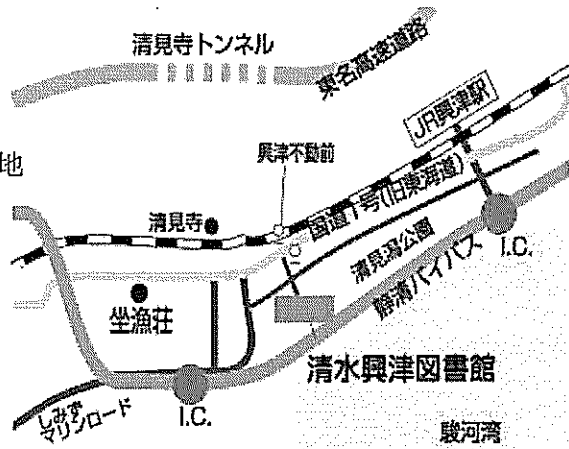 清見寺トンネル
東名高速道路
JR興津駅
地
興津不動前
国道1号(旧東海道)
清見寺
清見潟公園
静清バイパス
I.C.
坐漁荘
清水興津図書館
しみず
マリンロード
I.C.
駿河湾